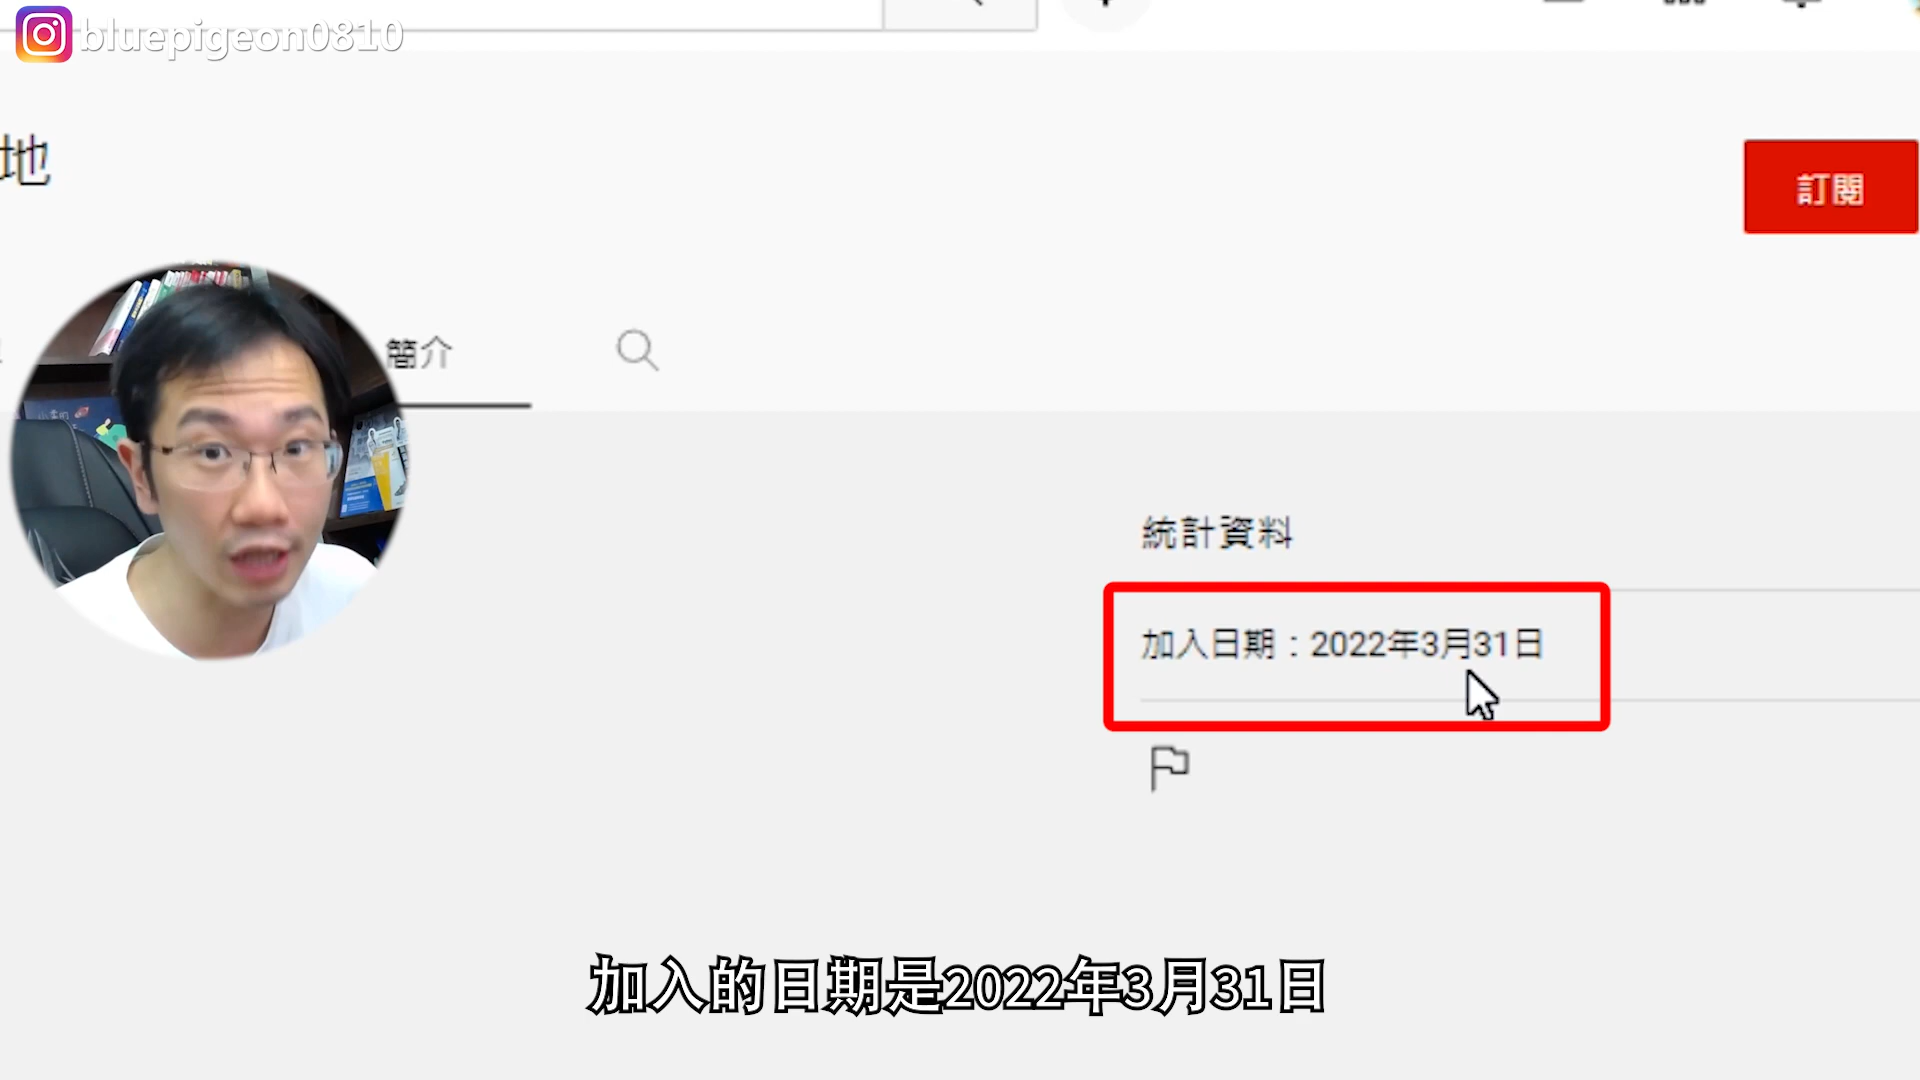 bluepigeon0810
地
訂閱
簡介
統計資料
加入日期：2022年3月31日
加入的日期是2022年3月31日